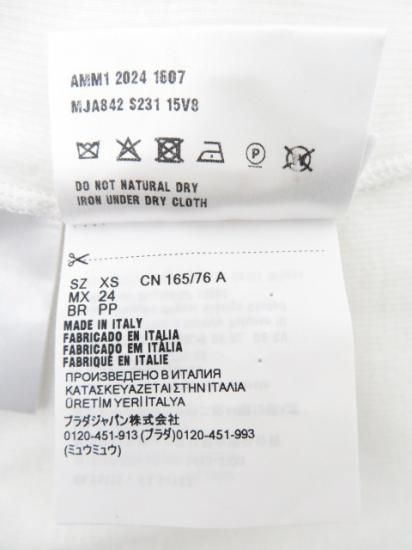 AMM1 2024 1607
MJA842 S231 15V8
P
DO NOT NATURAL DRY
IRON UNDER DRY CLOTH
SZ XS CN 165/76 A
MX 24
BR PP
MADE IN ITALY
FABRICADO EN ITALIA
FABRICADO EM ITÁLIA
FABRIQUÉ EN ITALIE
ПРОИЗВЕДЕНО В ИТАЛИЯ
ΚΑΤΑΣΚΕΥΑΖΕΤΑΙ ΣΤΗΝ ΙΤΑΛΙΑ
ÜRETİM YERİ İTALYA
プラダジャパン株式会社
0120-451-913 (プラダ)0120-451-993
(ミュウミュウ)